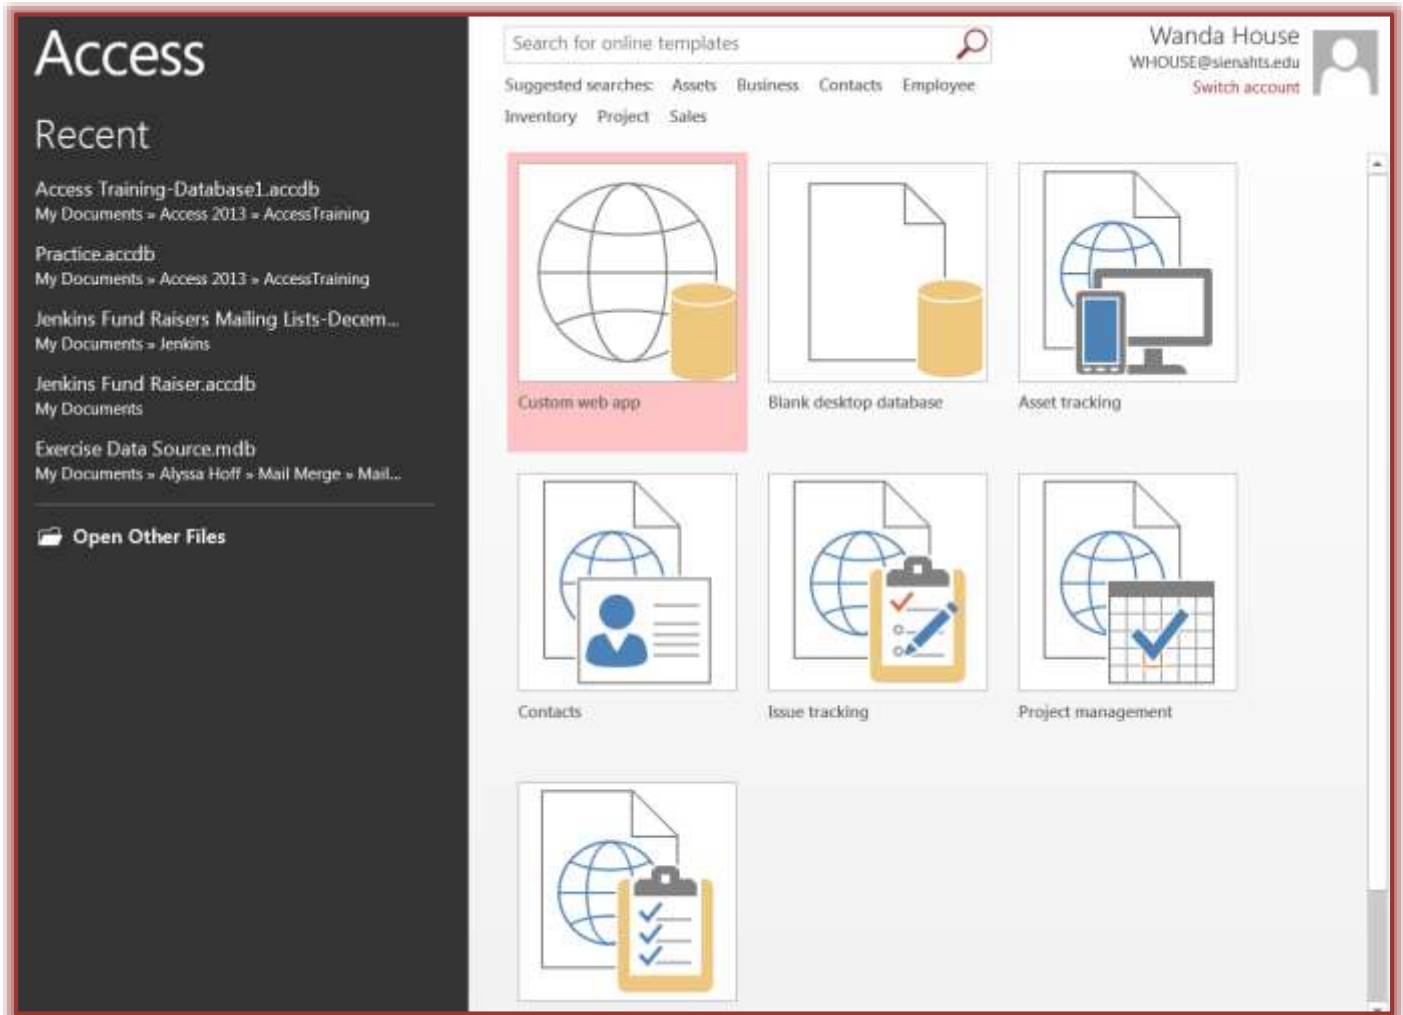 Access
Recent
Access Training-Database1.accdb
My Documents » Access 2013 » AccessTraining
Practice.accdb
My Documents » Access 2013 » AccessTraining
Jenkins Fund Raisers Mailing Lists-Decem...
My Documents » Jenkins
Jenkins Fund Raiser.accdb
My Documents
Exercise Data Source.mdb
My Documents » Alyssa Hoff » Mail Merge » Mail...
Open Other Files
Search for online templates
Suggested searches: Assets Business Contacts Employee
Inventory Project Sales
Wanda House
WHOUSE@sienahts.edu
Switch account
Custom web app
Blank desktop database
Asset tracking
Contacts
Issue tracking
Project management